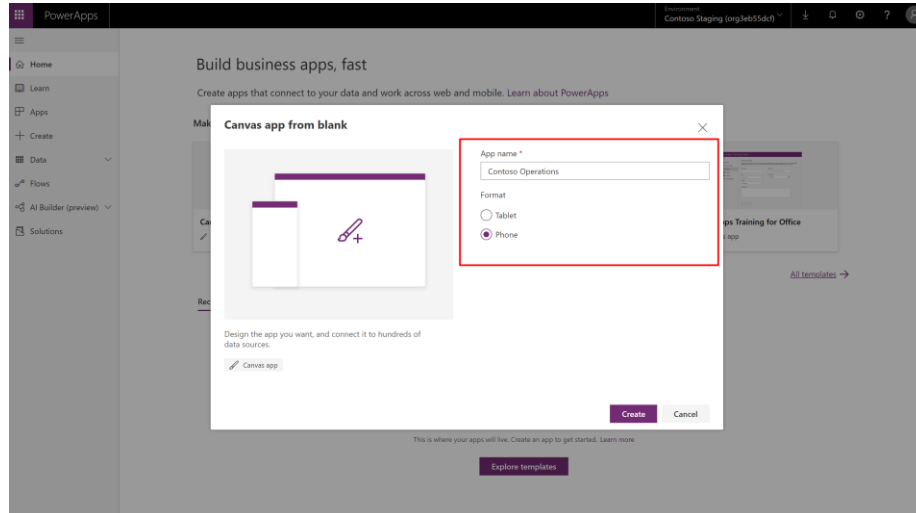 PowerApps
Environment
Contoso Staging (org3eb55dcf)
?
Home
Learn
Apps
Create
Data
Flows
AI Builder (preview)
Solutions
Build business apps, fast
Create apps that connect to your data and work across web and mobile. Learn about PowerApps
Mak
Canvas app from blank
App name *
Contoso Operations
Format
Tablet
Phone
Design the app you want, and connect it to hundreds of
data sources.
Canvas app
Create
Cancel
Ca
ps Training for Office
s app
All templates
Rec
This is where your apps will live. Create an app to get started. Learn more
Explore templates